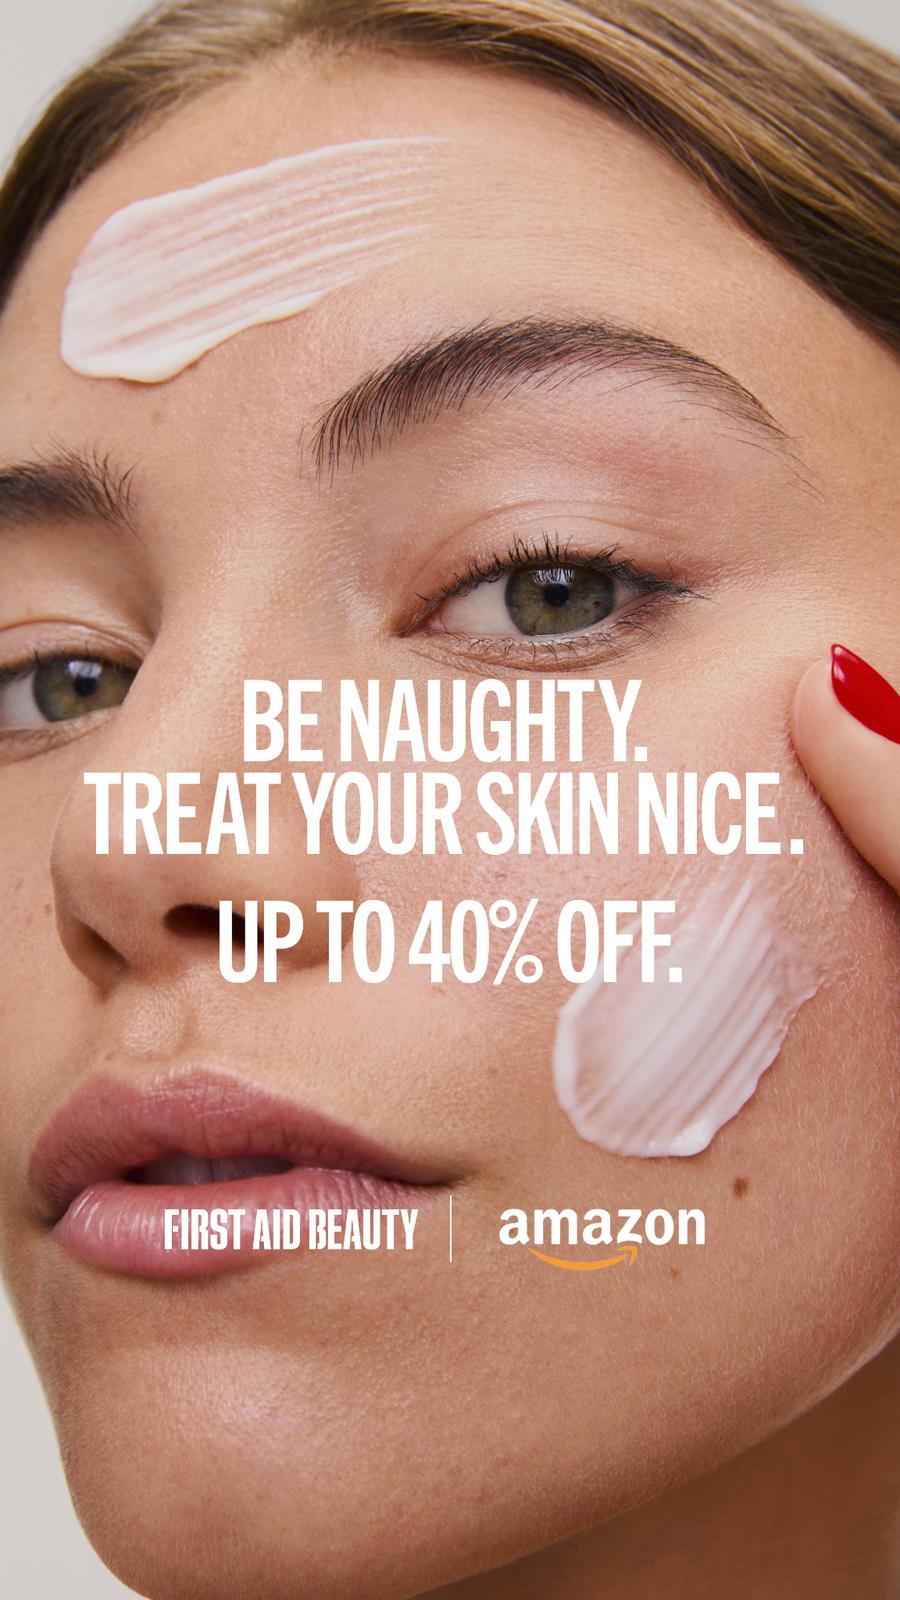 BE NAUGHTY.
TREAT YOUR SKIN NICE.
UP TO 40% OFF.
FIRST AID BEAUTY | amazon